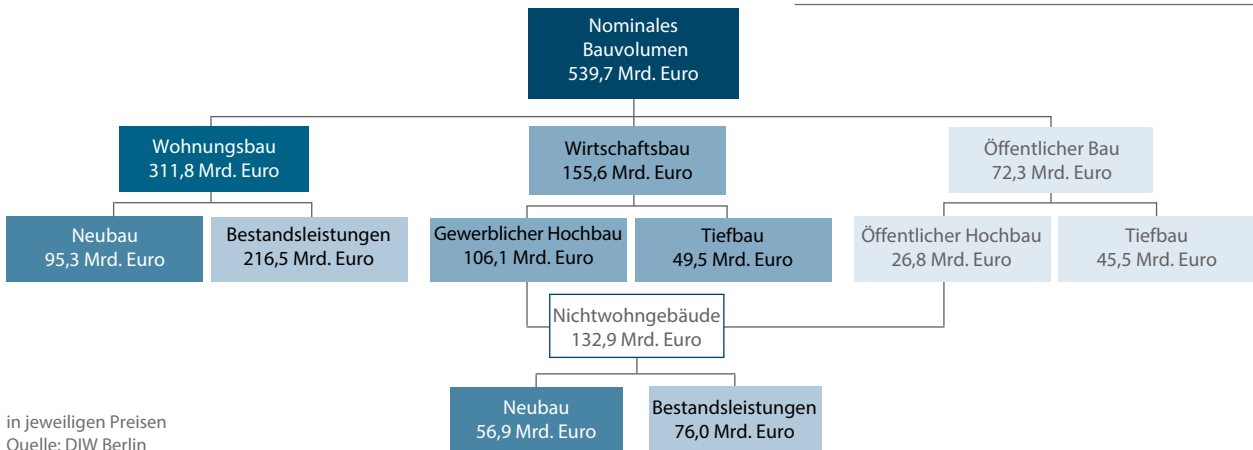 Nominales
Bauvolumen
539,7 Mrd. Euro
Wohnungsbau
311,8 Mrd. Euro
Wirtschaftsbau
155,6 Mrd. Euro
Öffentlicher Bau
72,3 Mrd. Euro
Neubau
95,3 Mrd. Euro
Bestandsleistungen
216,5 Mrd. Euro
Gewerblicher Hochbau
106,1 Mrd. Euro
Tiefbau
49,5 Mrd. Euro
Öffentlicher Hochbau
26,8 Mrd. Euro
Tiefbau
45,5 Mrd. Euro
Nichtwohngebäude
132,9 Mrd. Euro
Neubau
56,9 Mrd. Euro
Bestandsleistungen
76,0 Mrd. Euro
in jeweiligen Preisen
Quelle: DIW Berlin